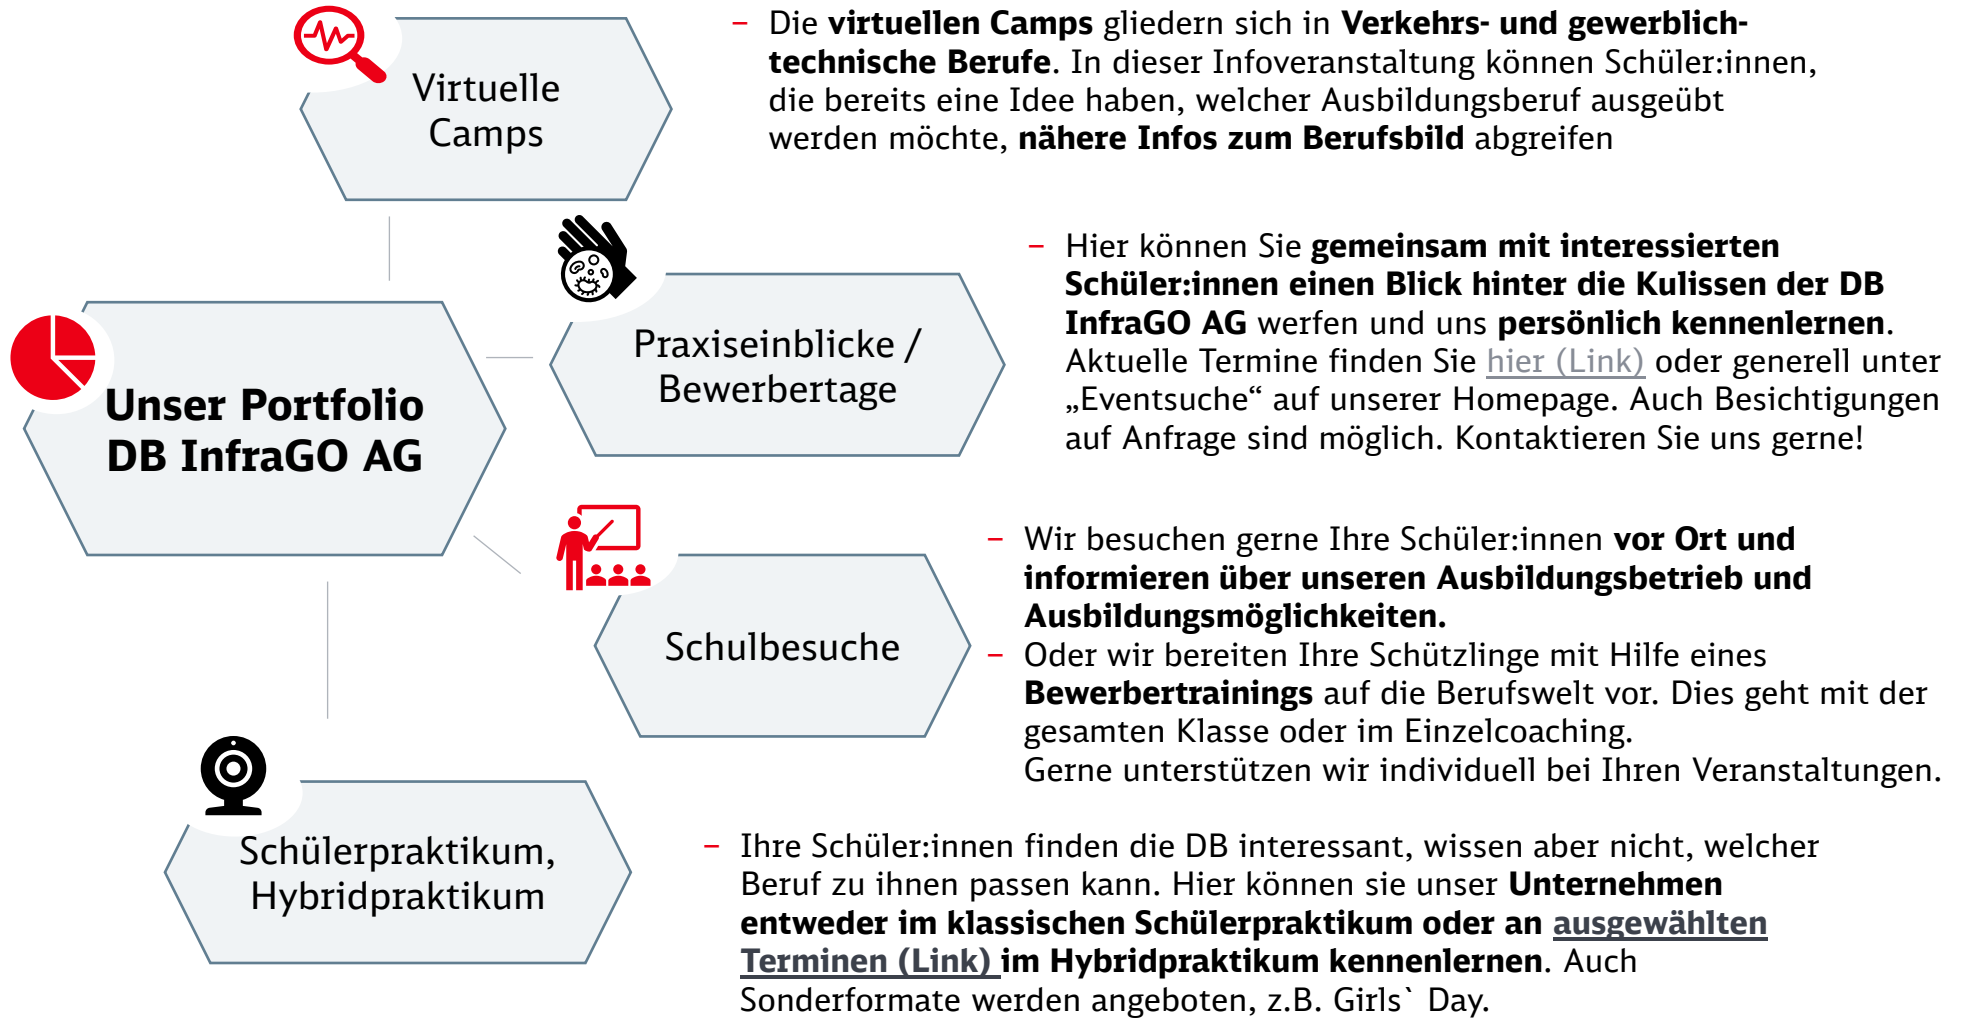 Virtuelle
Camps
– Die virtuellen Camps gliedern sich in Verkehrs- und gewerblich-
technische Berufe. In dieser Infoveranstaltung können Schüler:innen,
die bereits eine Idee haben, welcher Ausbildungsberuf ausgeübt
werden möchte, nähere Infos zum Berufsbild abgreifen
Unser Portfolio
DB InfraGO AG
Praxiseinblicke /
Bewerbertage
– Hier können Sie gemeinsam mit interessierten
Schüler:innen einen Blick hinter die Kulissen der DB
InfraGO AG werfen und uns persönlich kennenlernen.
Aktuelle Termine finden Sie hier (Link) oder generell unter
„Eventsuche“ auf unserer Homepage. Auch Besichtigungen
auf Anfrage sind möglich. Kontaktieren Sie uns gerne!
Schulbesuche
– Wir besuchen gerne Ihre Schüler:innen vor Ort und
informieren über unseren Ausbildungsbetrieb und
Ausbildungsmöglichkeiten.
– Oder wir bereiten Ihre Schützlinge mit Hilfe eines
Bewerbertrainings auf die Berufswelt vor. Dies geht mit der
gesamten Klasse oder im Einzelcoaching.
Gerne unterstützen wir individuell bei Ihren Veranstaltungen.
Schülerpraktikum,
Hybridpraktikum
– Ihre Schüler:innen finden die DB interessant, wissen aber nicht, welcher
Beruf zu ihnen passen kann. Hier können sie unser Unternehmen
entweder im klassischen Schülerpraktikum oder an ausgewählten
Terminen (Link) im Hybridpraktikum kennenlernen. Auch
Sonderformate werden angeboten, z.B. Girls` Day.